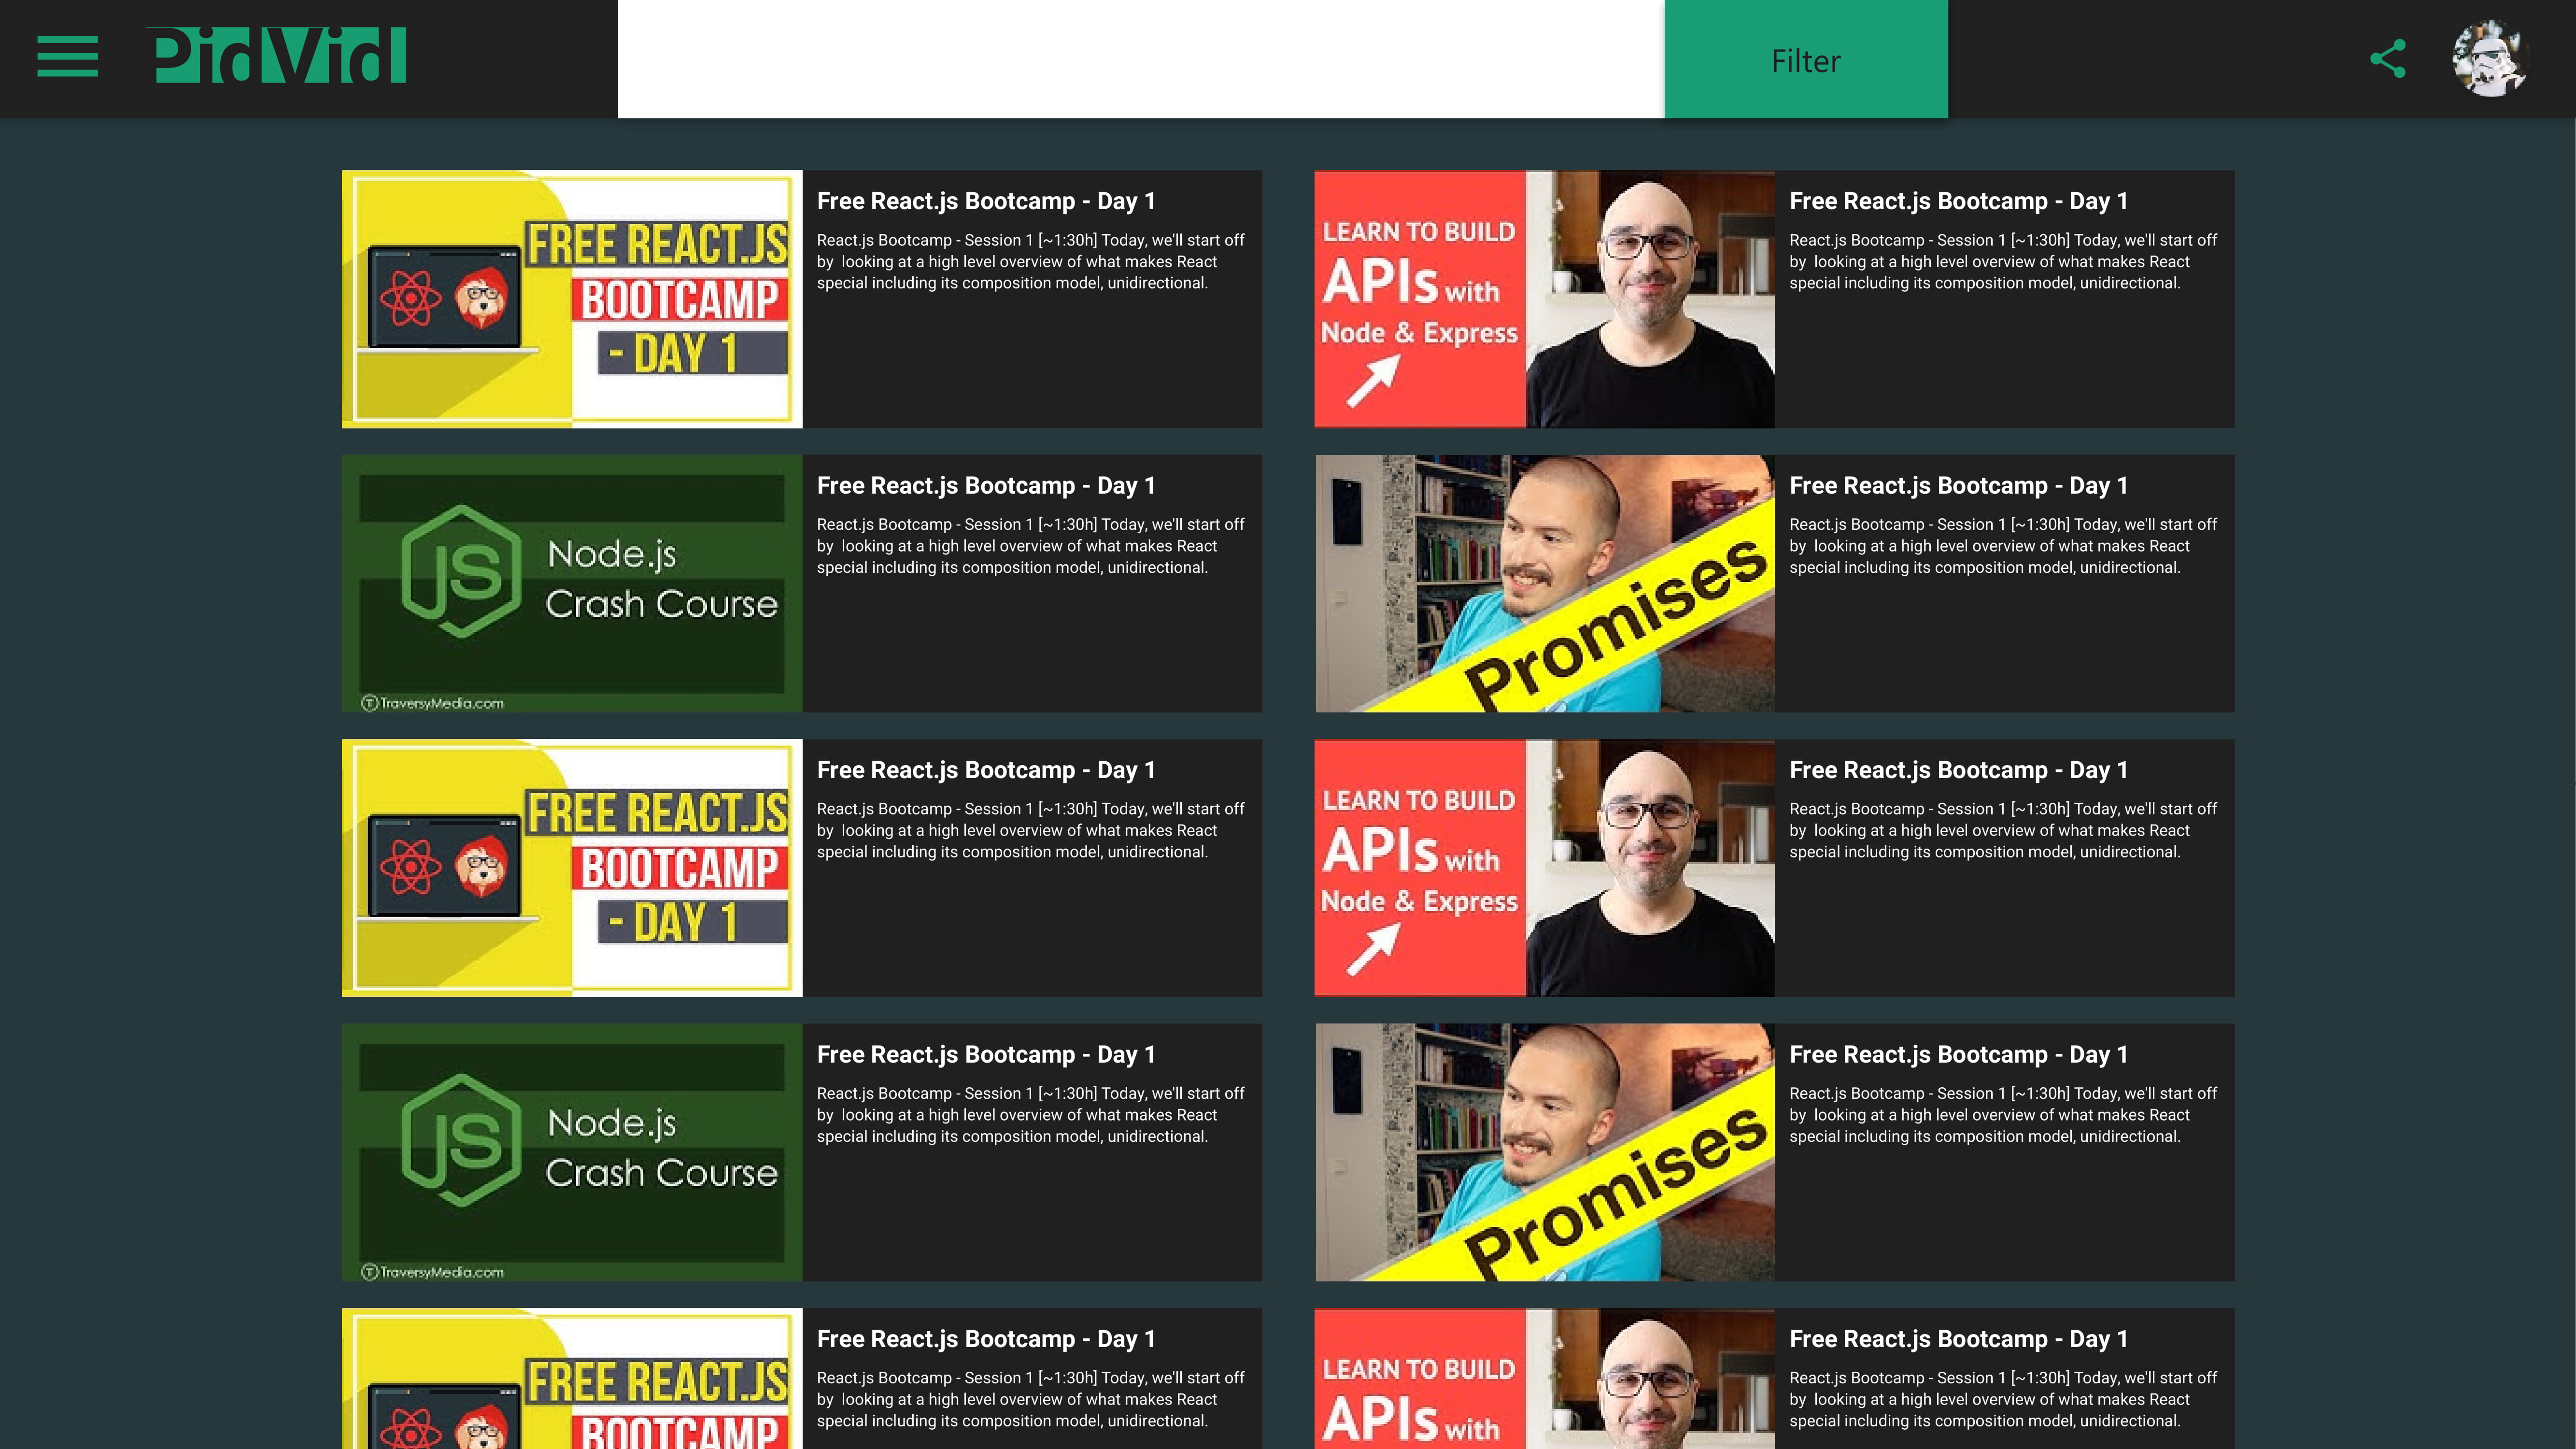 PidVid
Filter
FREE REACT.JS
BOOTCAMP
- DAY 1
Free React.js Bootcamp - Day 1
React.js Bootcamp - Session 1 [~1:30h] Today, we'll start off
by  looking at a high level overview of what makes React
special including its composition model, unidirectional.
LEARN TO BUILD
APIs with
Node & Express
Free React.js Bootcamp - Day 1
React.js Bootcamp - Session 1 [~1:30h] Today, we'll start off
by  looking at a high level overview of what makes React
special including its composition model, unidirectional.
JS
Node.js
Crash Course
TraversyMedia.com
Free React.js Bootcamp - Day 1
React.js Bootcamp - Session 1 [~1:30h] Today, we'll start off
by  looking at a high level overview of what makes React
special including its composition model, unidirectional.
Promises
Free React.js Bootcamp - Day 1
React.js Bootcamp - Session 1 [~1:30h] Today, we'll start off
by  looking at a high level overview of what makes React
special including its composition model, unidirectional.
FREE REACT.JS
BOOTCAMP
- DAY 1
Free React.js Bootcamp - Day 1
React.js Bootcamp - Session 1 [~1:30h] Today, we'll start off
by  looking at a high level overview of what makes React
special including its composition model, unidirectional.
LEARN TO BUILD
APIs with
Node & Express
Free React.js Bootcamp - Day 1
React.js Bootcamp - Session 1 [~1:30h] Today, we'll start off
by  looking at a high level overview of what makes React
special including its composition model, unidirectional.
JS
Node.js
Crash Course
TraversyMedia.com
Free React.js Bootcamp - Day 1
React.js Bootcamp - Session 1 [~1:30h] Today, we'll start off
by  looking at a high level overview of what makes React
special including its composition model, unidirectional.
Promises
Free React.js Bootcamp - Day 1
React.js Bootcamp - Session 1 [~1:30h] Today, we'll start off
by  looking at a high level overview of what makes React
special including its composition model, unidirectional.
FREE REACT.JS
BOOTCAMP
Free React.js Bootcamp - Day 1
React.js Bootcamp - Session 1 [~1:30h] Today, we'll start off
by  looking at a high level overview of what makes React
special including its composition model, unidirectional.
LEARN TO BUILD
APIs with
Free React.js Bootcamp - Day 1
React.js Bootcamp - Session 1 [~1:30h] Today, we'll start off
by  looking at a high level overview of what makes React
special including its composition model, unidirectional.